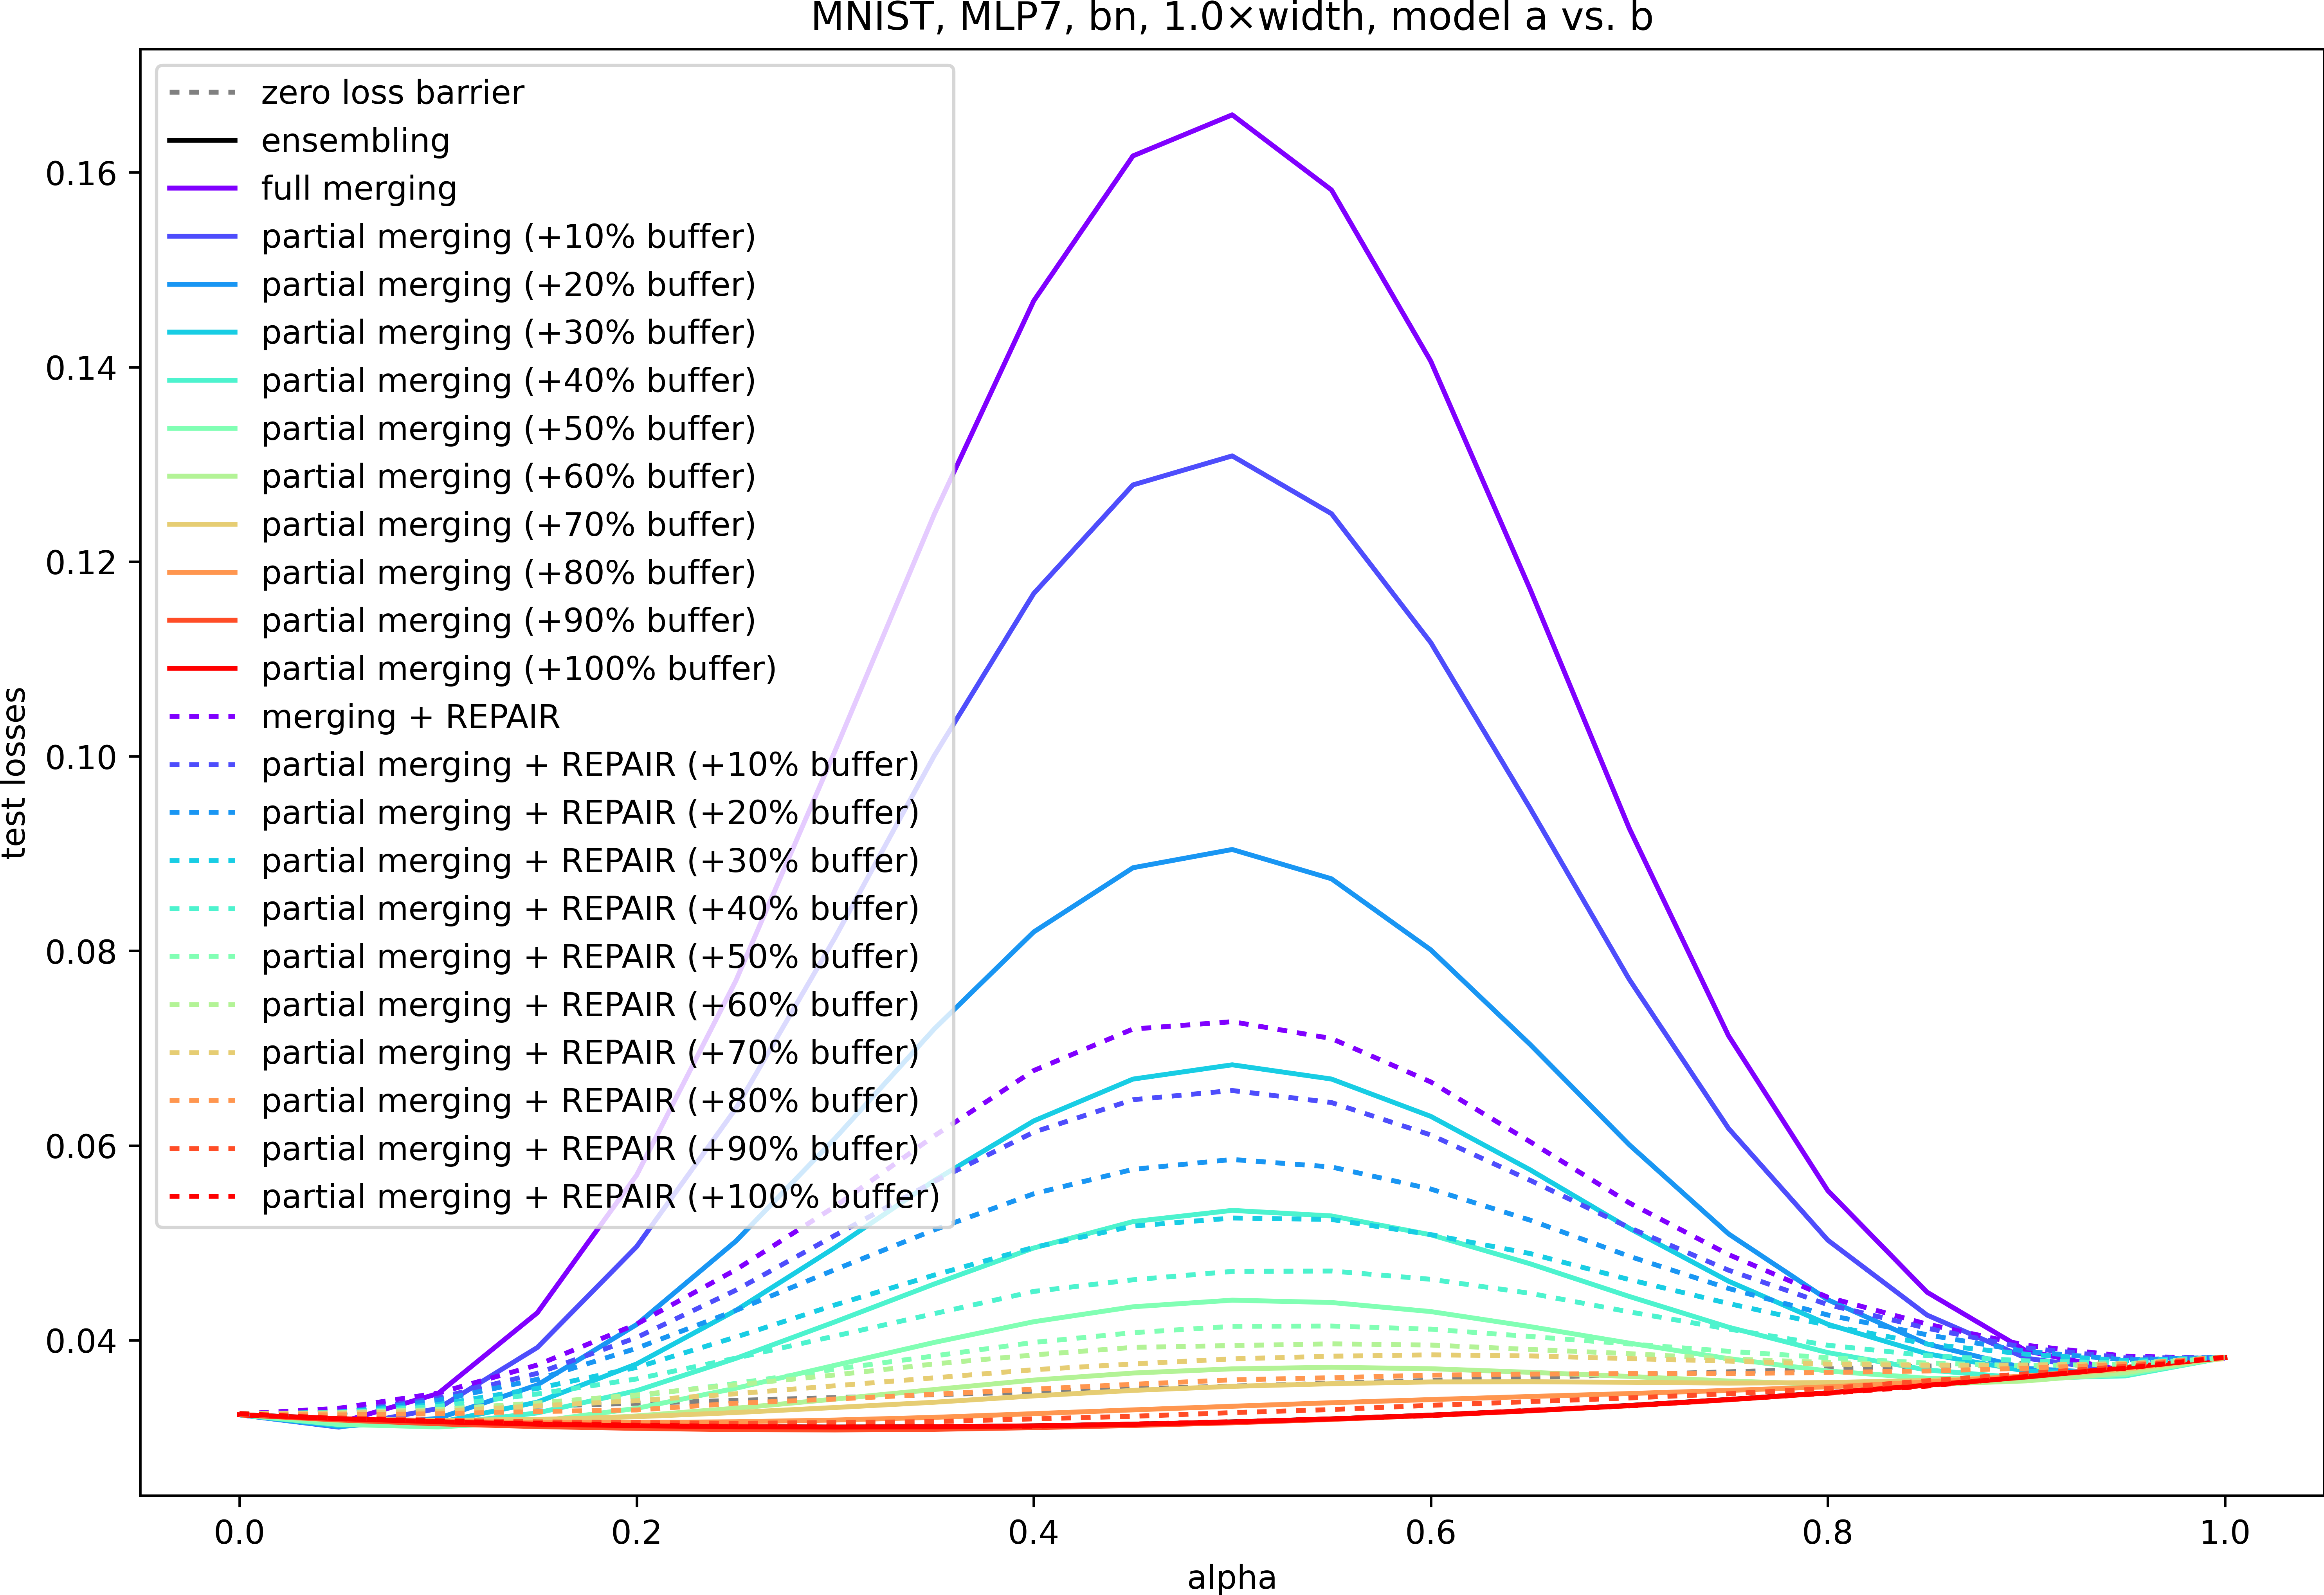 MNIST, MLP7, bn, 1.0×width, model a vs. b
zero loss barrier
ensembling
full merging
partial merging (+10% buffer)
partial merging (+20% buffer)
partial merging (+30% buffer)
partial merging (+40% buffer)
partial merging (+50% buffer)
partial merging (+60% buffer)
partial merging (+70% buffer)
partial merging (+80% buffer)
partial merging (+90% buffer)
partial merging (+100% buffer)
merging + REPAIR
partial merging + REPAIR (+10% buffer)
partial merging + REPAIR (+20% buffer)
partial merging + REPAIR (+30% buffer)
partial merging + REPAIR (+40% buffer)
partial merging + REPAIR (+50% buffer)
partial merging + REPAIR (+60% buffer)
partial merging + REPAIR (+70% buffer)
partial merging + REPAIR (+80% buffer)
partial merging + REPAIR (+90% buffer)
partial merging + REPAIR (+100% buffer)
test losses
0.16
0.14
0.12
0.10
0.08
0.06
0.04
0.0 0.2 0.4 0.6 0.8 1.0
alpha